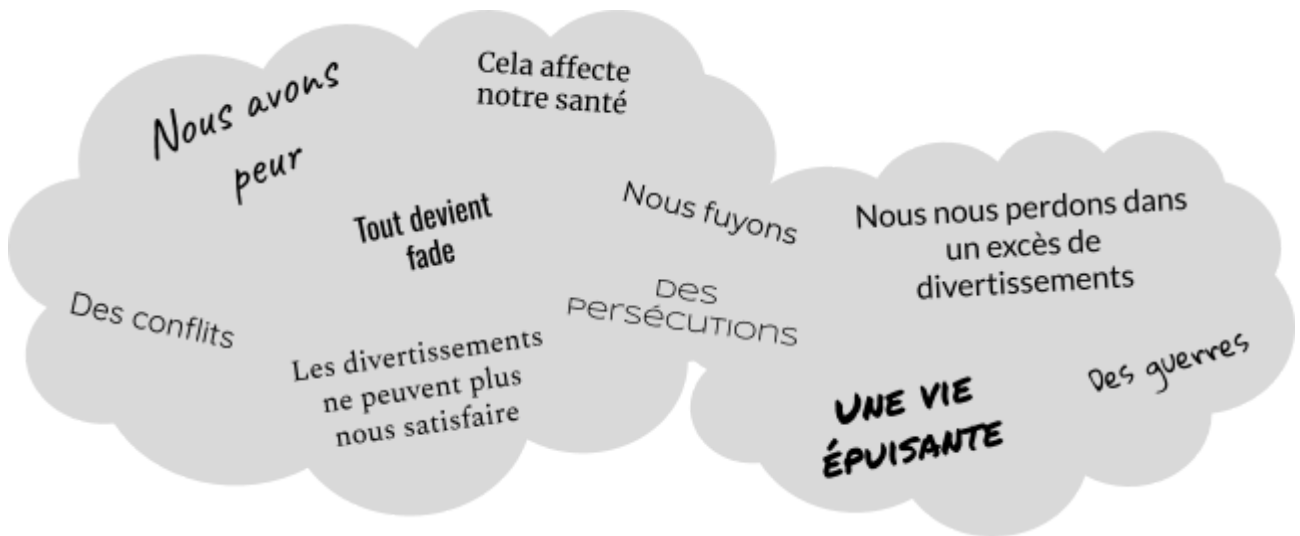 Nous avons
peur
Cela affecte
notre santé
Tout devient
fade
Nous fuyons
Nous nous perdons dans
un excès de
divertissements
Des conflits
Des
persécutions
Les divertissements
ne peuvent plus
nous satisfaire
Des guerres
Une vie
épuisante